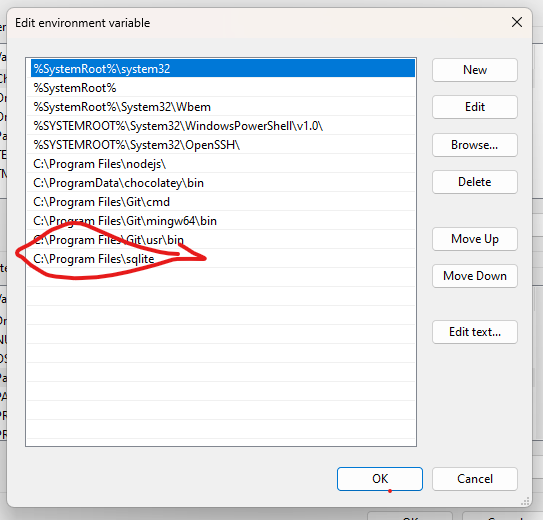 Edit environment variable
%SystemRoot%\system32
%SystemRoot%
%SystemRoot%\System32\Wbem
%SYSTEMROOT%\System32\WindowsPowerShell\v1.0\
%SYSTEMROOT%\System32\OpenSSH\
C:\Program Files\nodejs\
C:\ProgramData\chocolatey\bin
C:\Program Files\Git\cmd
C:\Program Files\Git\mingw64\bin
C:\Program Files\Git\usr\bin
C:\Program Files\sqlite
New
Edit
Browse...
Delete
Move Up
Move Down
Edit text...
OK
Cancel